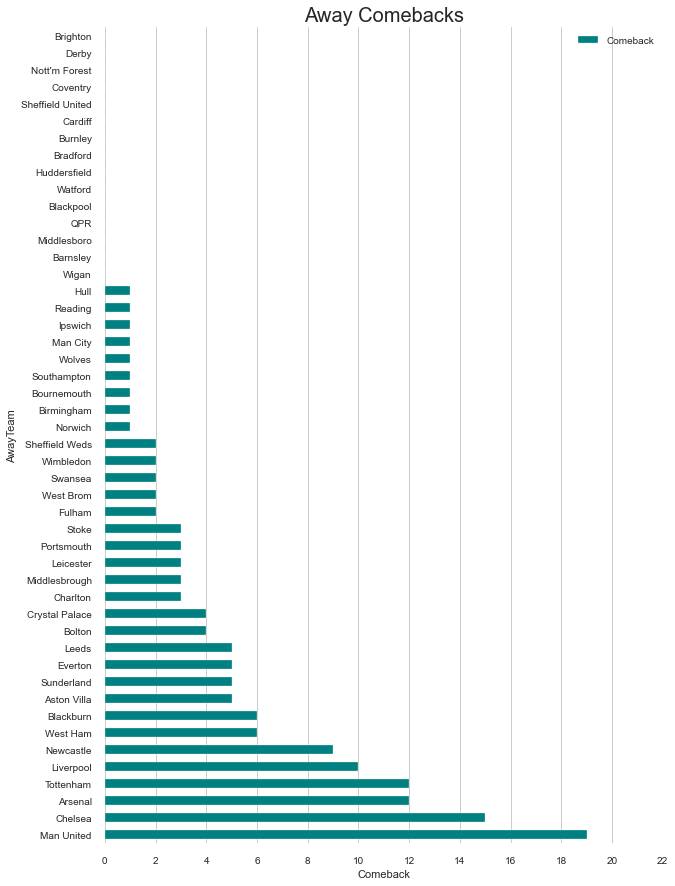 Away Comebacks
Comeback
AwayTeam
Brighton
Derby
Nott'm Forest
Coventry
Sheffield United
Cardiff
Burnley
Bradford
Huddersfield
Watford
Blackpool
QPR
Middlesboro
Barnsley
Wigan
Hull
Reading
Ipswich
Man City
Wolves
Southampton
Bournemouth
Birmingham
Norwich
Sheffield Weds
Wimbledon
Swansea
West Brom
Fulham
Stoke
Portsmouth
Leicester
Middlesbrough
Charlton
Crystal Palace
Bolton
Leeds
Everton
Sunderland
Aston Villa
Blackburn
West Ham
Newcastle
Liverpool
Tottenham
Arsenal
Chelsea
Man United
0 2 4 6 8 10 12 14 16 18 20 22
Comeback